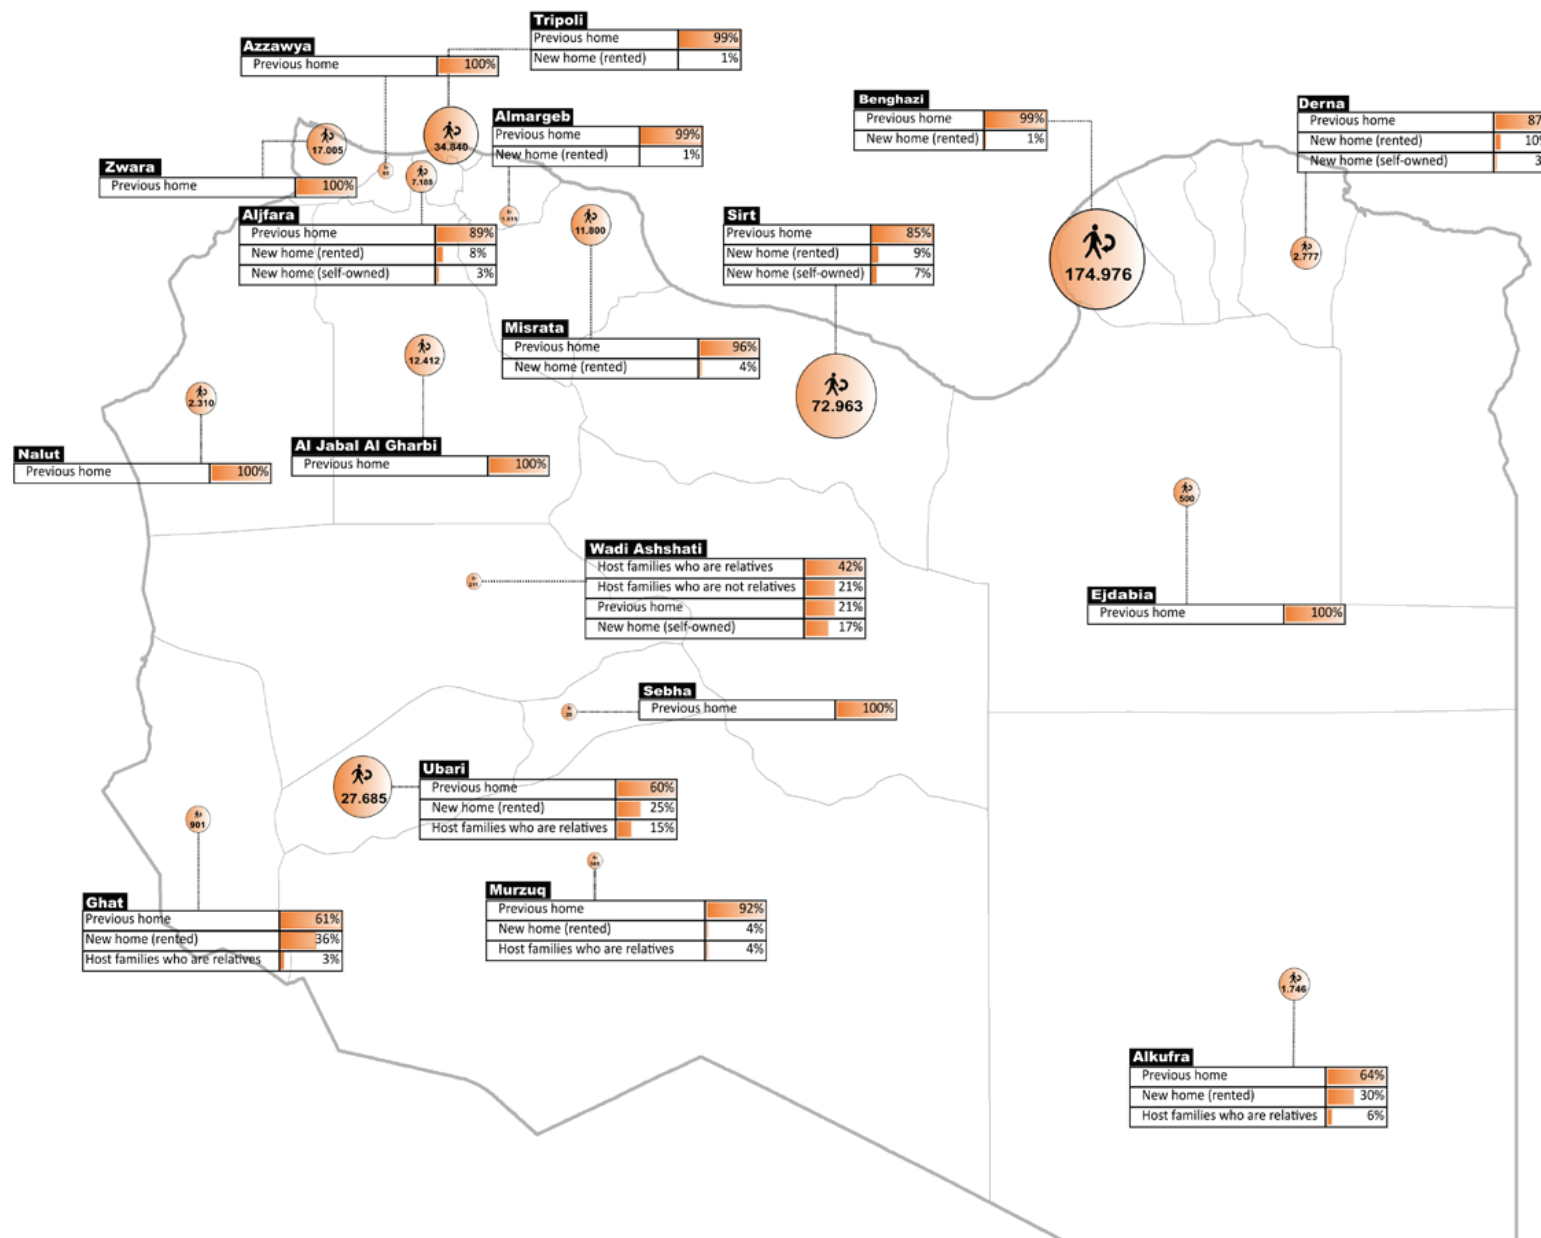 Tripoli
Previous home 99%
New home (rented) 1%
Azzawya
Previous home 100%
34.840
Benghazi
Previous home 99%
New home (rented) 1%
174.976
Derna
Previous home 87
New home (rented) 10%
New home (self-owned) 3
2.777
Almargeb
Previous home 99%
New home (rented) 1%
17.005
Zwara
Previous home 100%
7.188
Aljfara
Previous home 89%
New home (rented) 8%
New home (self-owned) 3%
11.800
Sirt
Previous home 85%
New home (rented) 9%
New home (self-owned) 7%
72.963
Misrata
Previous home 96%
New home (rented) 4%
12.412
2.310
Nalut
Previous home 100%
Al Jabal Al Gharbi
Previous home 100%
500
Ejdabia
Previous home 100%
Wadi Ashshati
Host families who are relatives 42%
Host families who are not relatives 21%
Previous home 21%
New home (self-owned) 17%
Sebha
Previous home 100%
27.685
Ubari
Previous home 60%
New home (rented) 25%
Host families who are relatives 15%
901
Ghat
Previous home 61%
New home (rented) 36%
Host families who are relatives 3%
Murzuq
Previous home 92%
New home (rented) 4%
Host families who are relatives 4%
1.746
Alkufra
Previous home 64%
New home (rented) 30%
Host families who are relatives 6%